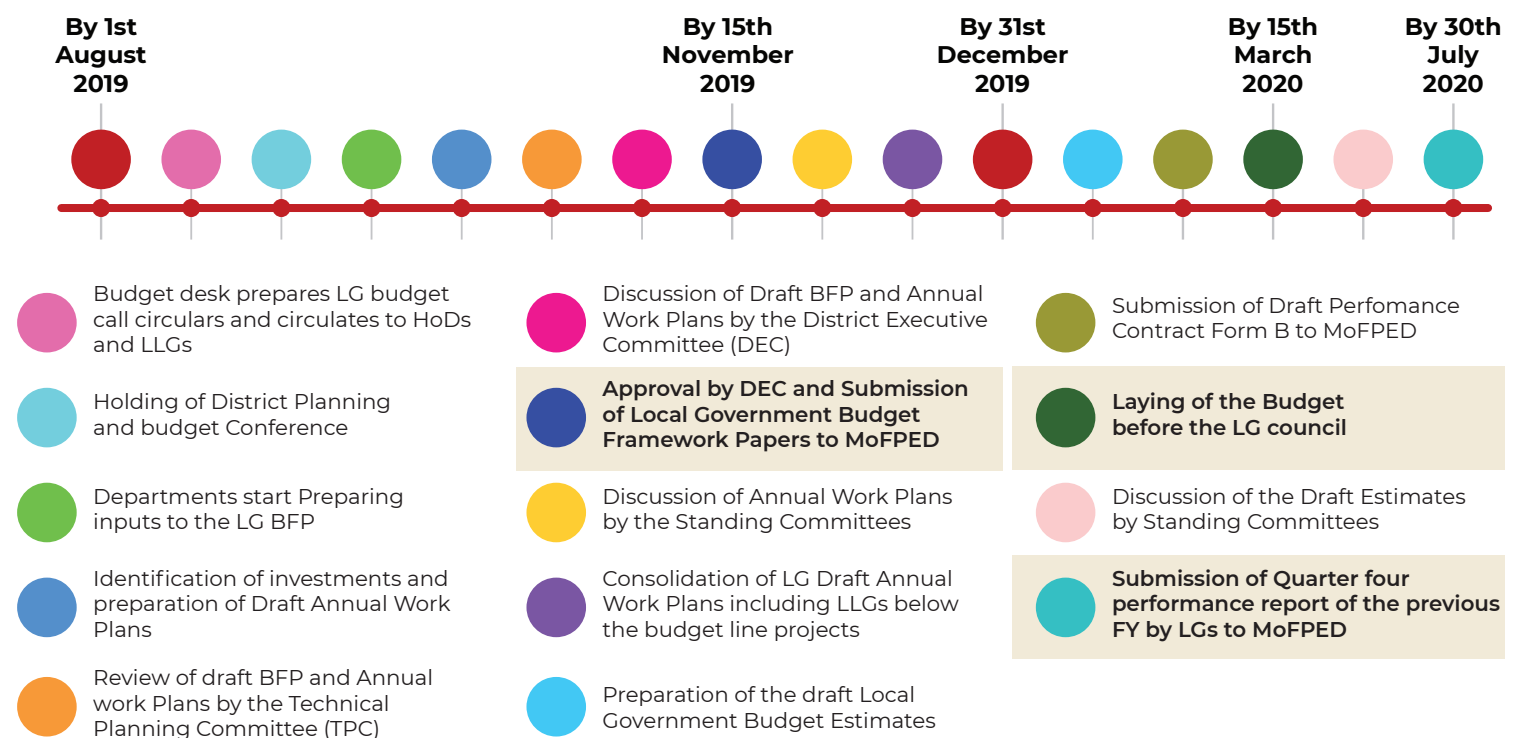 By 1st
August
2019
By 15th
November
2019
By 31st
December
2019
By 15th
March
2020
By 30th
July
2020
Budget desk prepares LG budget
call circulars and circulates to HoDs
and LLGs
Holding of District Planning
and budget Conference
Departments start Preparing
inputs to the LG BFP
Identification of investments and
preparation of Draft Annual Work
Plans
Review of draft BFP and Annual
work Plans by the Technical
Planning Committee (TPC)
Discussion of Draft BFP and Annual
Work Plans by the District Executive
Committee (DEC)
Approval by DEC and Submission
of Local Government Budget
Framework Papers to MoFPED
Discussion of Annual Work Plans
by the Standing Committees
Consolidation of LG Draft Annual
Work Plans including LLGs below
the budget line projects
Preparation of the draft Local
Government Budget Estimates
Submission of Draft Perfomance
Contract Form B to MoFPED
Laying of the Budget
before the LG council
Discussion of the Draft Estimates
by Standing Committees
Submission of Quarter four
performance report of the previous
FY by LGs to MoFPED